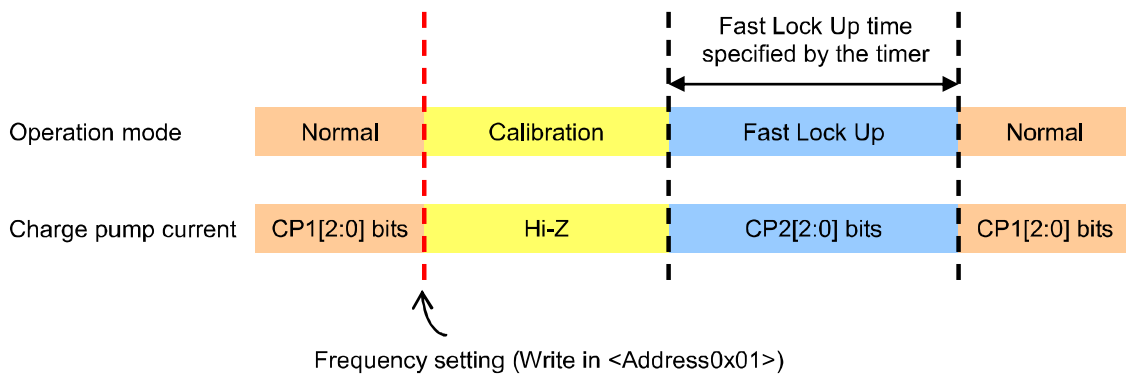 Fast Lock Up time
specified by the timer
Operation mode
Normal
Calibration
Fast Lock Up
Normal
Charge pump current
CP1[2:0] bits
Hi-Z
CP2[2:0] bits
CP1[2:0] bits
Frequency setting (Write in <Address0x01>)